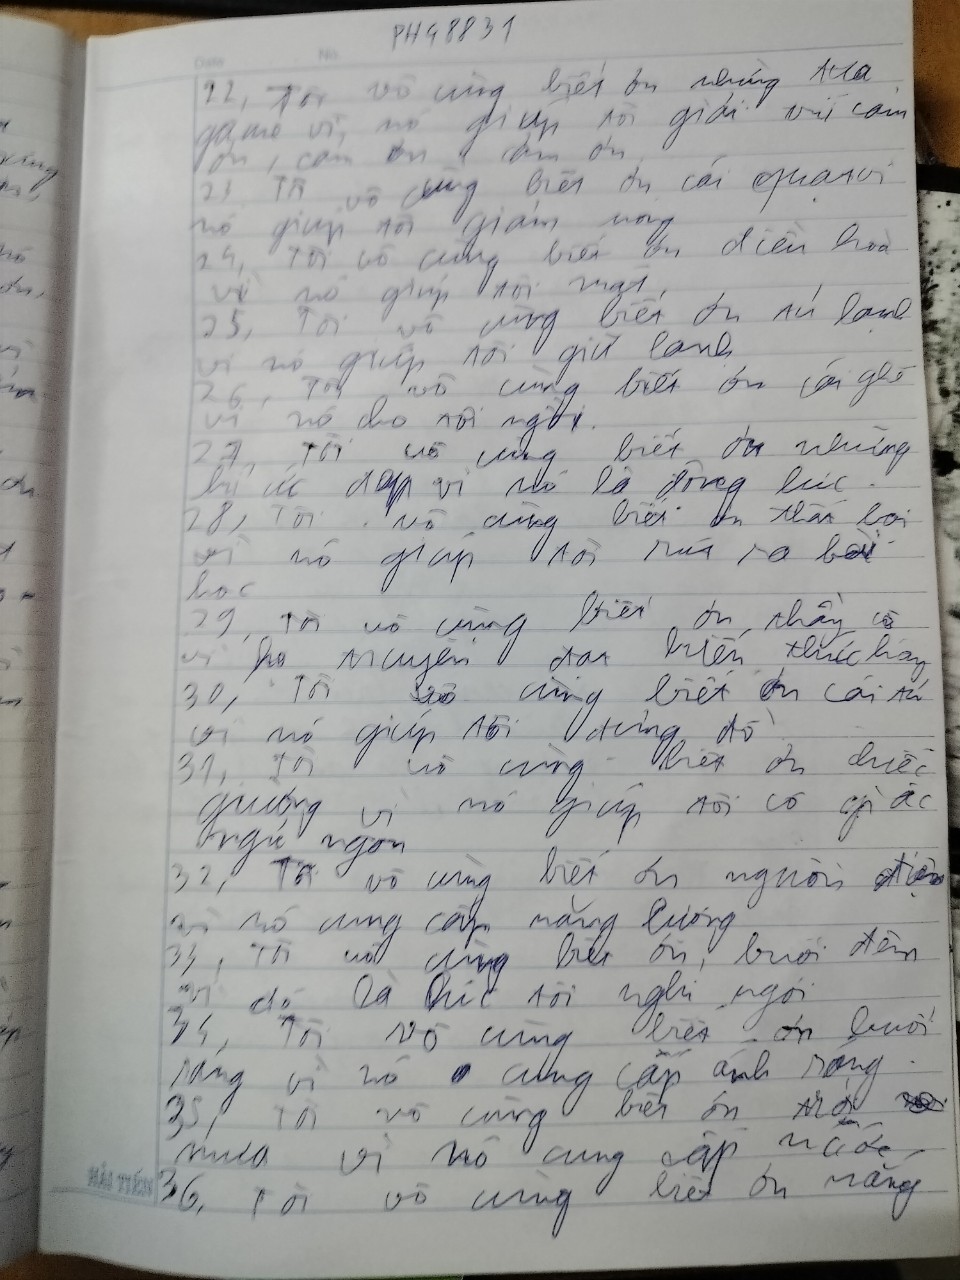 PH48831
Date No.
22, Tôi vô cùng biết ơn những tựa
game vì nó giúp tôi giải trí cảm
ơn, cảm ơn, cảm ơn,
23 Tôi vô cùng biết ơn cái quạt vì
nó giúp tôi giảm nóng
24, Tôi vô cùng biết ơn điều hoà
vì nó giúp tôi mát,
25, Tôi vô cùng biết ơn tủ lạnh
vì nó giúp tôi giữ lạnh
26, Tôi vô cùng biết ơn cái ghế
vì nó cho tôi ngồi.
27, Tôi vô cùng biết ơn những
ký ức đẹp vì nó là động lực.
28, Tôi vô cùng biết ơn thất bại
vì nó giúp tôi rút ra bài
học
29, Tôi vô cùng biết ơn thầy cô
vì họ truyền đạt kiến thức hay
30, Tôi vô cùng biết ơn cái tủ
vì nó giúp tôi đựng đồ
31, Tôi vô cùng biết ơn chiếc
giường vì nó giúp tôi có giấc
ngủ ngon
32, Tôi vô cùng biết ơn nguồn điện
vì nó cung cấp năng lượng
33, Tôi vô cùng biết ơn, buổi đêm
vì đó là lúc tôi nghỉ ngơi
34, Tôi vô cùng biết ơn buổi
sáng vì nó cung cấp ánh sáng.
35, Tôi vô cùng biết ơn trời
mưa vì nó cung cấp nước,
36, Tôi vô cùng biết ơn nắng